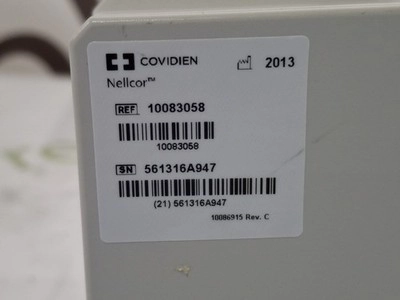 COVIDIEN 2013
Nellcor™
REF 10083058
10083058
SN 561316A947
(21) 561316A947
10086915 Rev. C